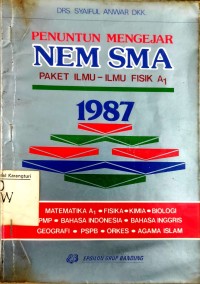 DRS. SYAIFUL ANWAR DKK.
PENUNTUN MENGEJAR
NEM SMA
PAKET ILMU - ILMU FISIK A1
1987
MATEMATIKA A1 • FISIKA • KIMIA • BIOLOGI
PMP • BAHASA INDONESIA • BAHASA INGGRIS
GEOGRAFI • PSPB • ORKES • AGAMA ISLAM